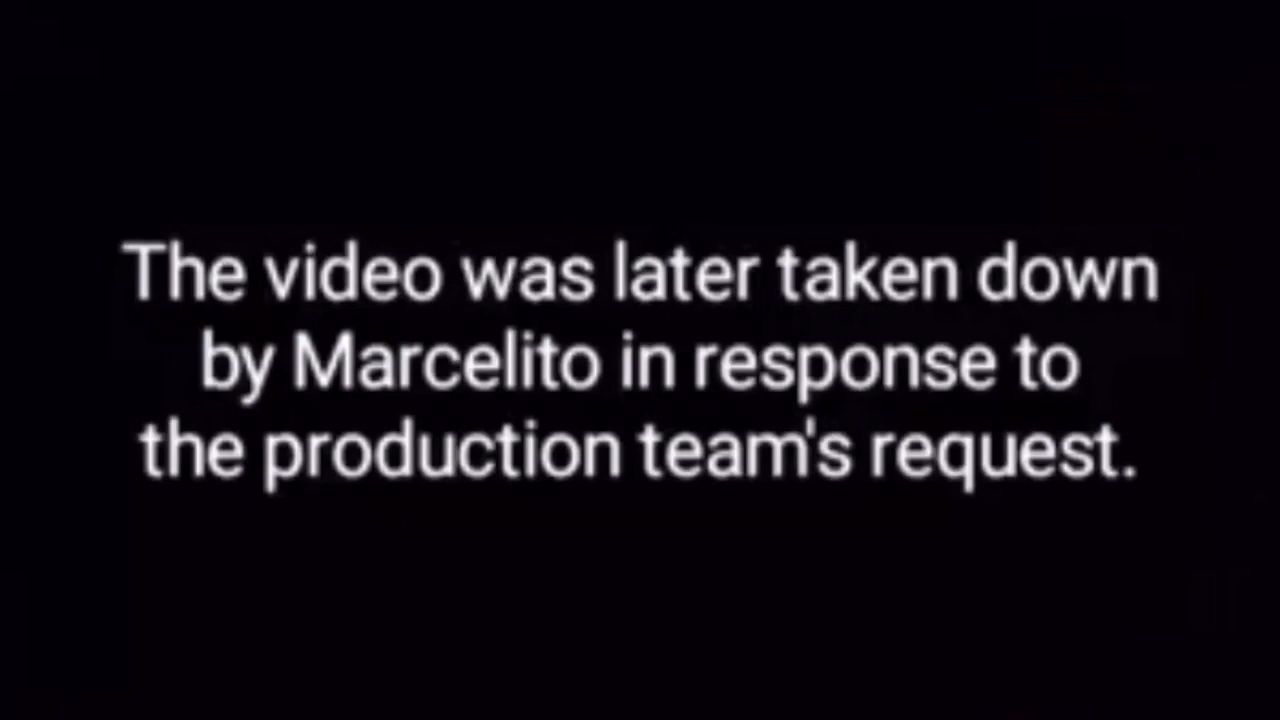 The video was later taken down
by Marcelito in response to
the production team's request.